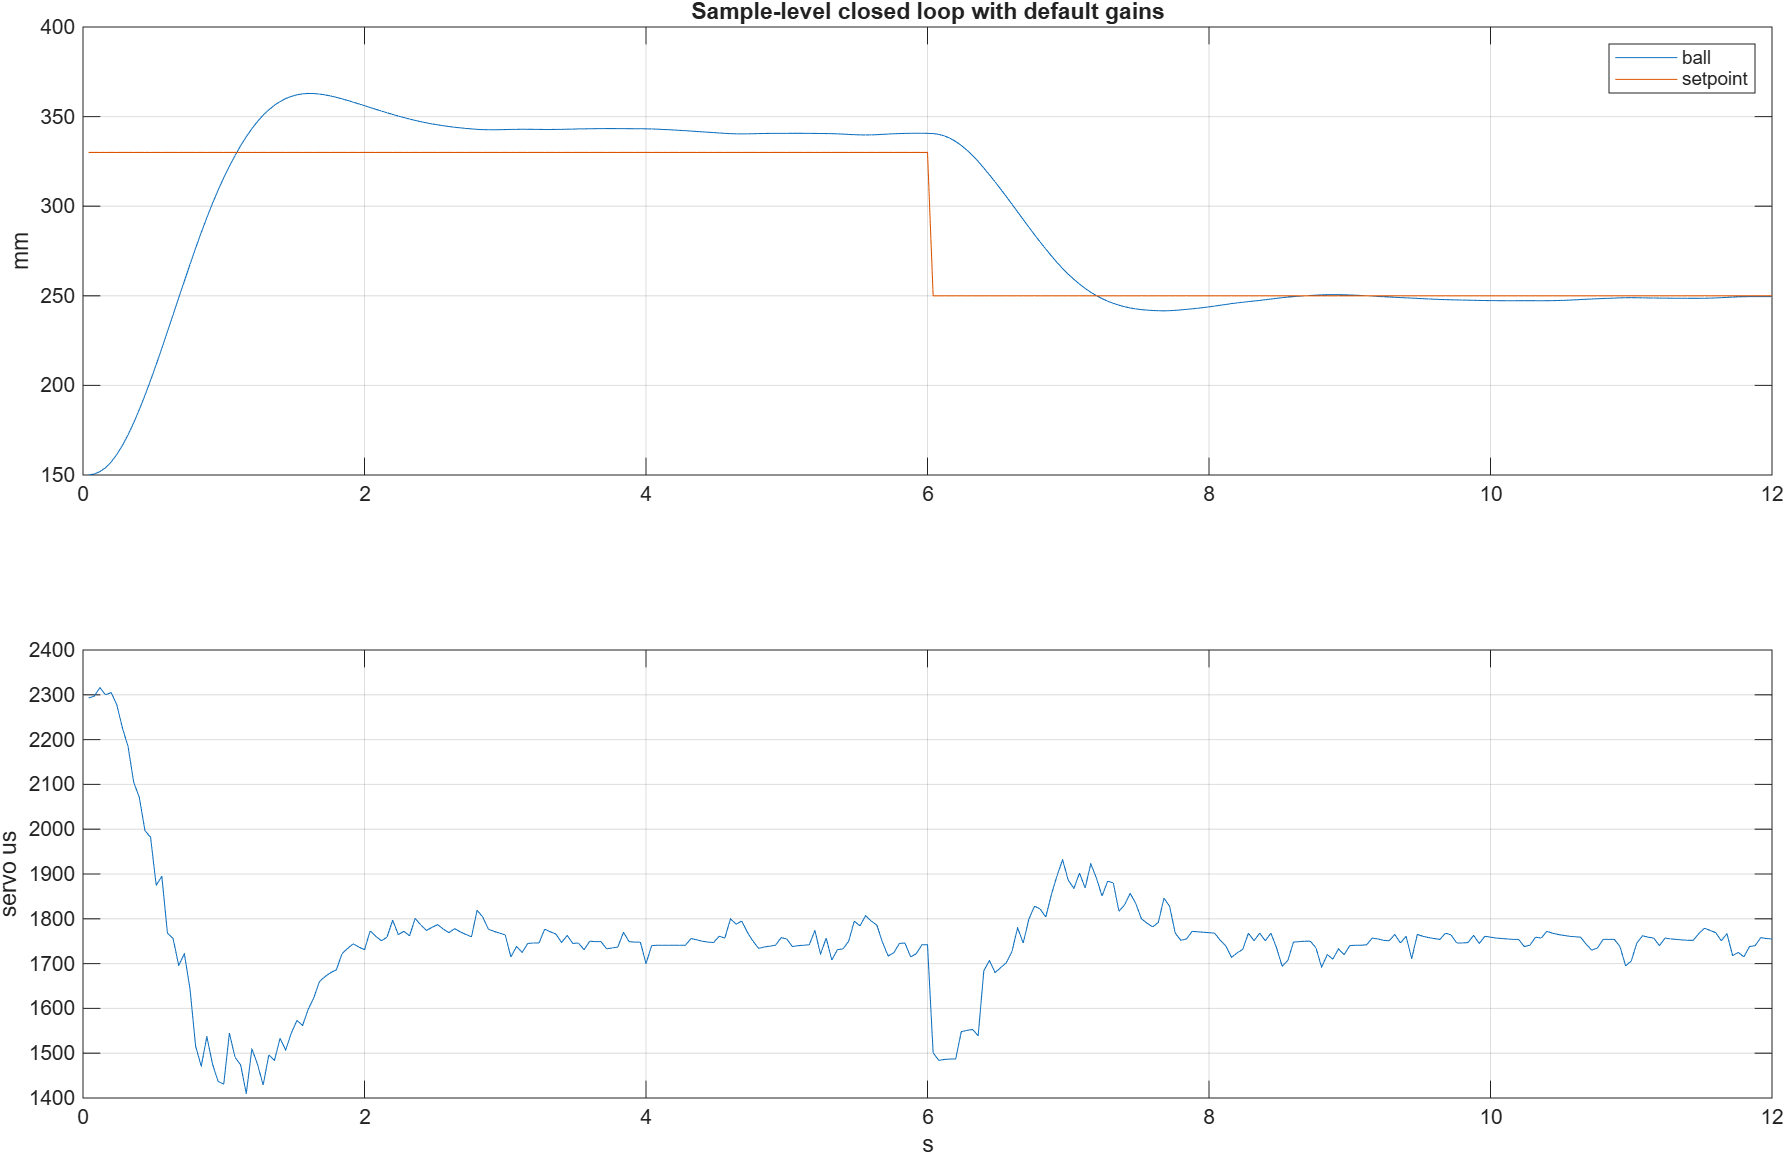 Sample-level closed loop with default gains
400
350
300
250
200
150
mm
0 2 4 6 8 10 12
ball
setpoint
2400
2300
2200
2100
2000
1900
1800
1700
1600
1500
1400
servo us
0 2 4 6 8 10 12
s